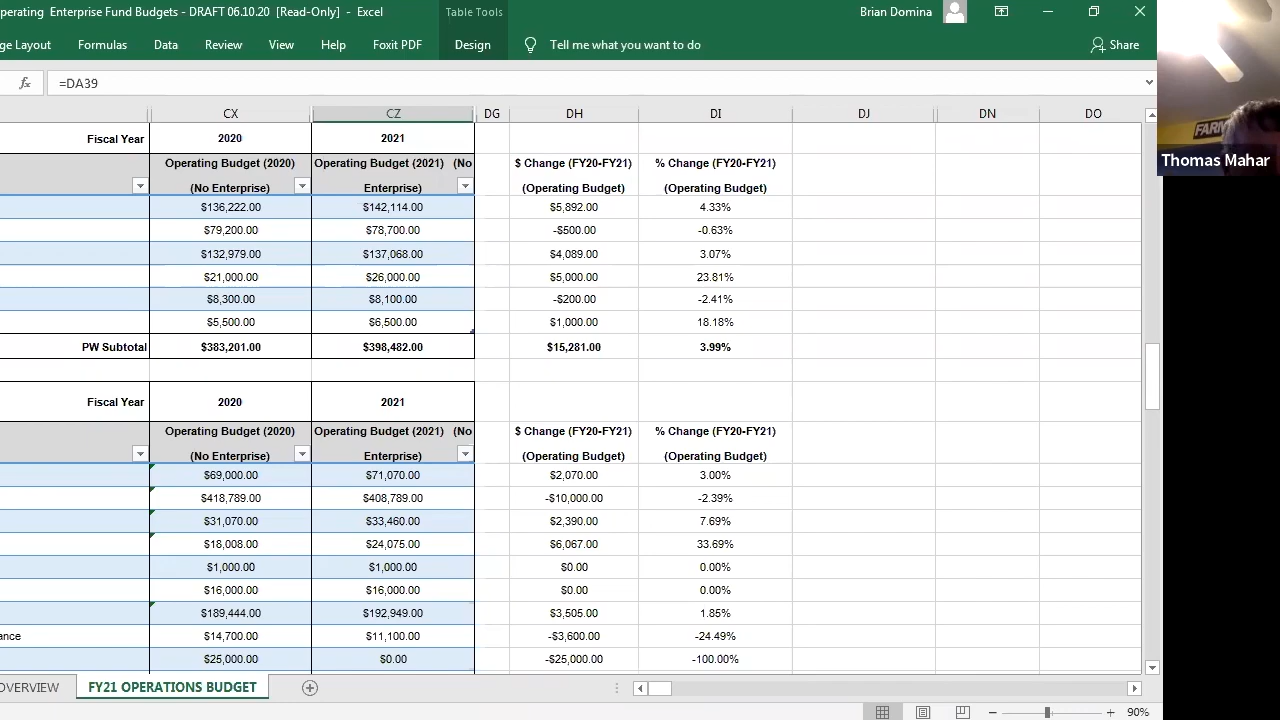 perating Enterprise Fund Budgets - DRAFT 06.10.20 [Read-Only] - Excel Table Tools Brian Domina
ge Layout Formulas Data Review View Help Foxit PDF Design Tell me what you want to do Share
fx =DA39
CX CZ DG DH DI DJ DN DO
Fiscal Year 2020 2021
Operating Budget (2020) Operating Budget (2021) (No $ Change (FY20-FY21) % Change (FY20-FY21)
(No Enterprise) Enterprise) (Operating Budget) (Operating Budget)
$136,222.00 $142,114.00 $5,892.00 4.33%
$79,200.00 $78,700.00 -$500.00 -0.63%
$132,979.00 $137,068.00 $4,089.00 3.07%
$21,000.00 $26,000.00 $5,000.00 23.81%
$8,300.00 $8,100.00 -$200.00 -2.41%
$5,500.00 $6,500.00 $1,000.00 18.18%
PW Subtotal $383,201.00 $398,482.00 $15,281.00 3.99%
Fiscal Year 2020 2021
Operating Budget (2020) Operating Budget (2021) (No $ Change (FY20-FY21) % Change (FY20-FY21)
(No Enterprise) Enterprise) (Operating Budget) (Operating Budget)
$69,000.00 $71,070.00 $2,070.00 3.00%
$418,789.00 $408,789.00 -$10,000.00 -2.39%
$31,070.00 $33,460.00 $2,390.00 7.69%
$18,008.00 $24,075.00 $6,067.00 33.69%
$1,000.00 $1,000.00 $0.00 0.00%
$16,000.00 $16,000.00 $0.00 0.00%
$189,444.00 $192,949.00 $3,505.00 1.85%
ance $14,700.00 $11,100.00 -$3,600.00 -24.49%
$25,000.00 $0.00 -$25,000.00 -100.00%
OVERVIEW FY21 OPERATIONS BUDGET
90%
FARM
Thomas Mahar